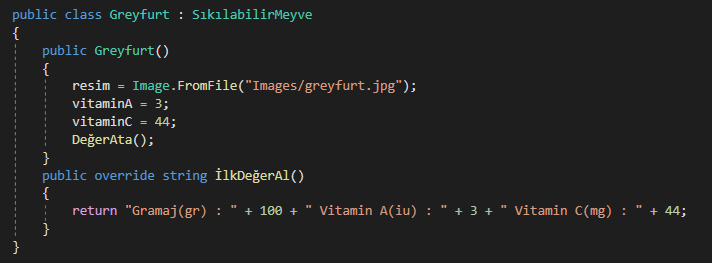 public class Greyfurt : SıkılabilirMeyve
{
public Greyfurt()
{
resim = Image.FromFile("Images/greyfurt.jpg");
vitaminA = 3;
vitaminC = 44;
DeğerAta();
}
public override string İlkDeğerAl()
{
return "Gramaj(gr) : " + 100 + " Vitamin A(iu) : " + 3 + " Vitamin C(mg) : " + 44;
}
}